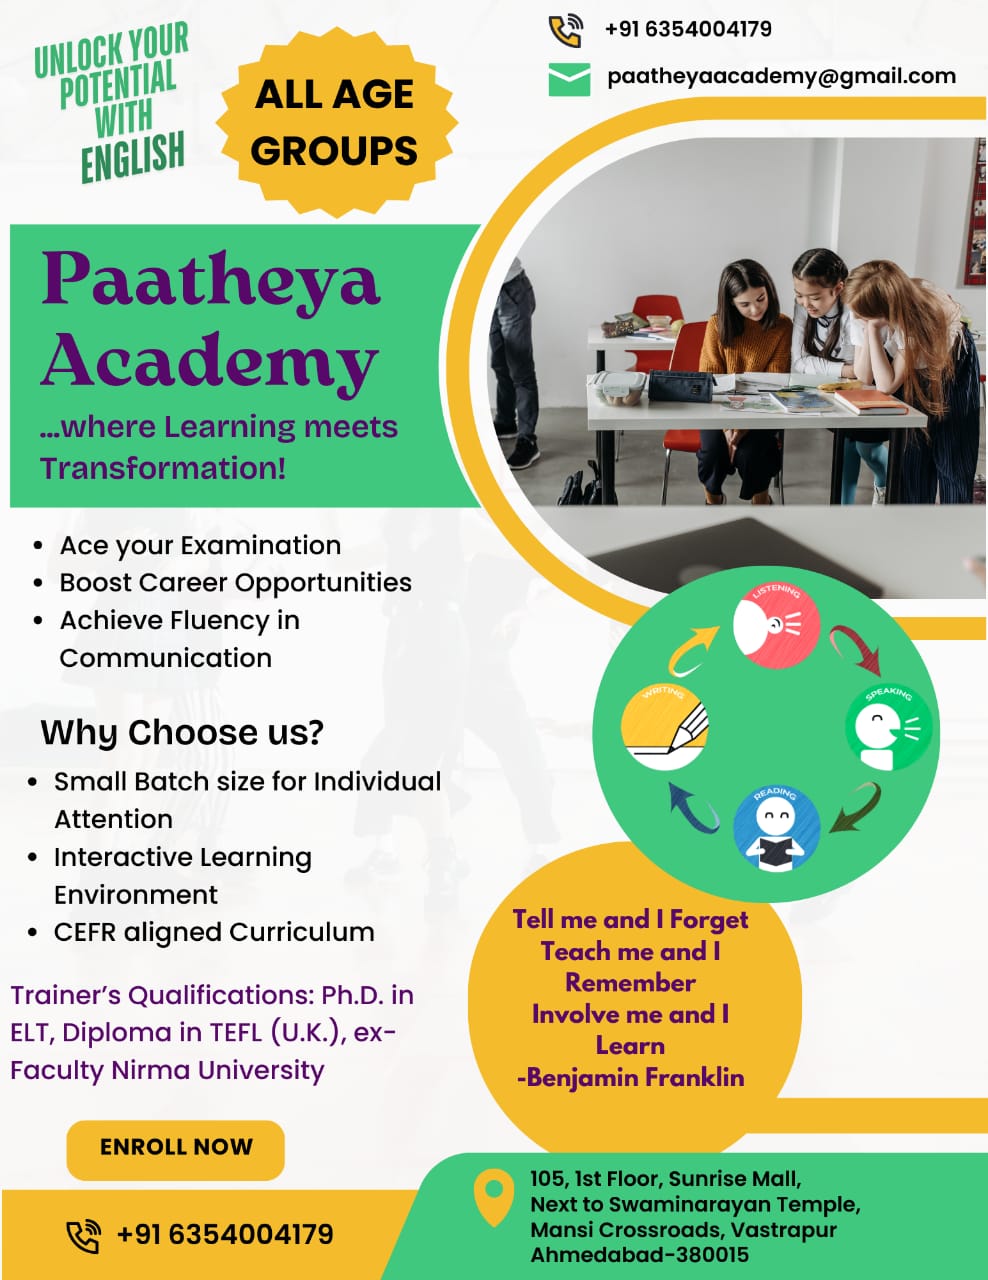 UNLOCK YOUR
POTENTIAL
WITH
ENGLISH
ALL AGE
GROUPS
+91 6354004179
paatheyaacademy@gmail.com
Paatheya
Academy
...where Learning meets
Transformation!
• Ace your Examination
• Boost Career Opportunities
• Achieve Fluency in
Communication
Why Choose us?
• Small Batch size for Individual
Attention
• Interactive Learning
Environment
• CEFR aligned Curriculum
Trainer's Qualifications: Ph.D. in
ELT, Diploma in TEFL (U.K.), ex-
Faculty Nirma University
LISTENING
SPEAKING
READING
WRITING
Tell me and I Forget
Teach me and I
Remember
Involve me and I
Learn
-Benjamin Franklin
ENROLL NOW
+91 6354004179
105, 1st Floor, Sunrise Mall,
Next to Swaminarayan Temple,
Mansi Crossroads, Vastrapur
Ahmedabad-380015